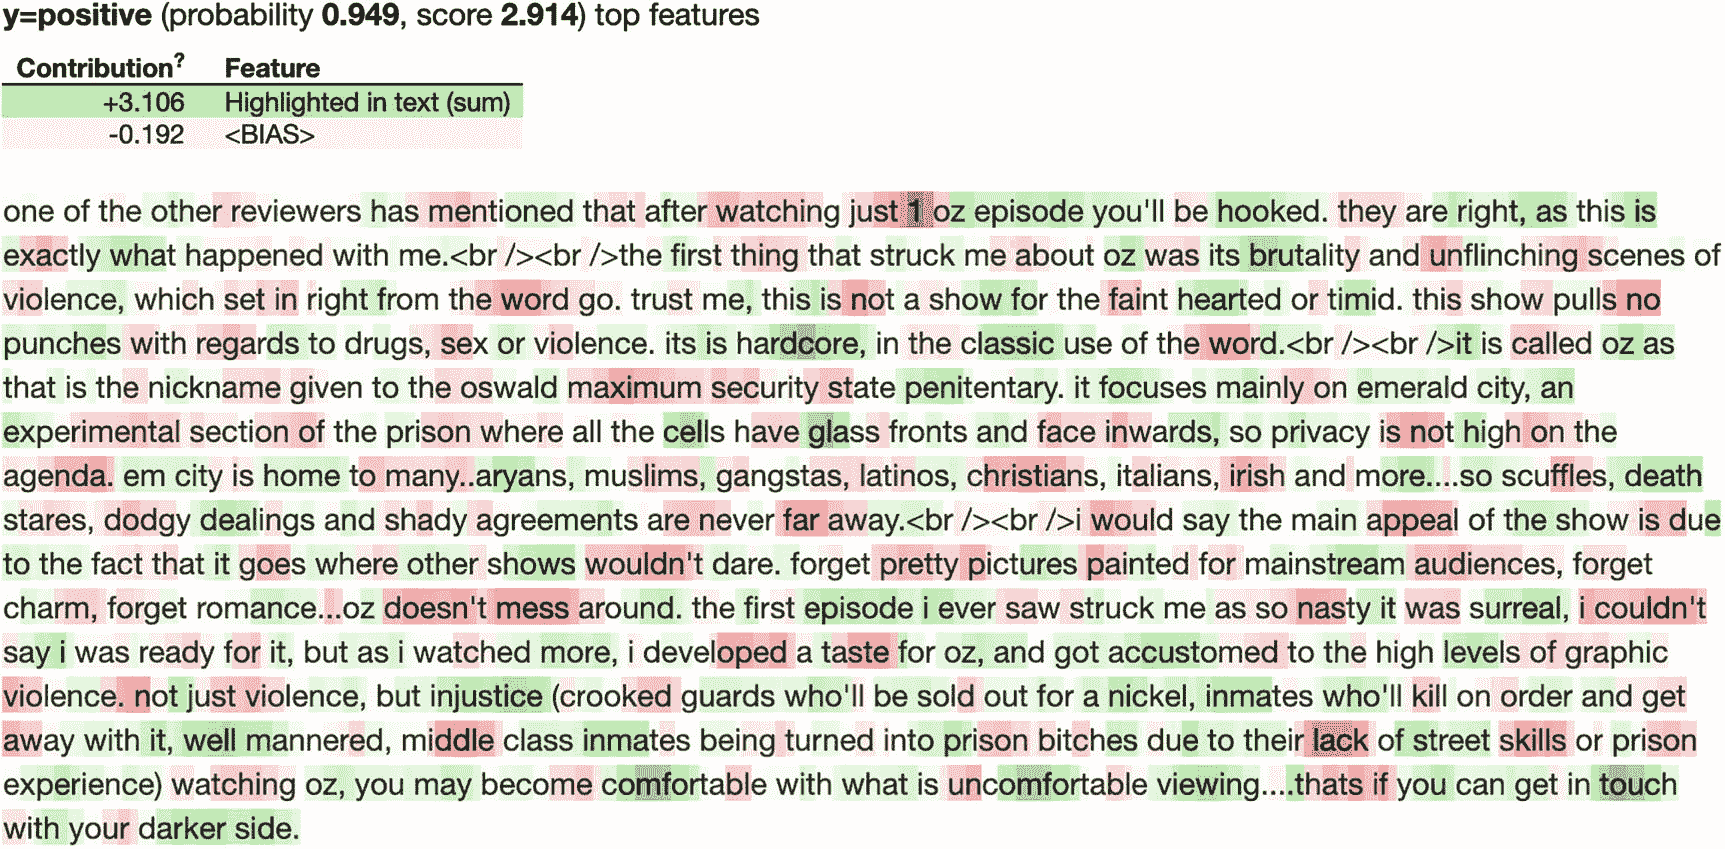 y=positive (probability 0.949, score 2.914) top features
Contribution? Feature
+3.106 Highlighted in text (sum)
-0.192 <BIAS>
one of the other reviewers has mentioned that after watching just 1 oz episode you'll be hooked. they are right, as this is
exactly what happened with me.<br /><br />the first thing that struck me about oz was its brutality and unflinching scenes of
violence, which set in right from the word go. trust me, this is not a show for the faint hearted or timid. this show pulls no
punches with regards to drugs, sex or violence. its is hardcore, in the classic use of the word.<br /><br />it is called oz as
that is the nickname given to the oswald maximum security state penitentary. it focuses mainly on emerald city, an
experimental section of the prison where all the cells have glass fronts and face inwards, so privacy is not high on the
agenda. em city is home to many..aryans, muslims, gangstas, latinos, christians, italians, irish and more....so scuffles, death
stares, dodgy dealings and shady agreements are never far away.<br /><br />i would say the main appeal of the show is due
to the fact that it goes where other shows wouldn't dare. forget pretty pictures painted for mainstream audiences, forget
charm, forget romance...oz doesn't mess around. the first episode i ever saw struck me as so nasty it was surreal, i couldn't
say i was ready for it, but as i watched more, i developed a taste for oz, and got accustomed to the high levels of graphic
violence. not just violence, but injustice (crooked guards who'll be sold out for a nickel, inmates who'll kill on order and get
away with it, well mannered, middle class inmates being turned into prison bitches due to their lack of street skills or prison
experience) watching oz, you may become comfortable with what is uncomfortable viewing....thats if you can get in touch
with your darker side.